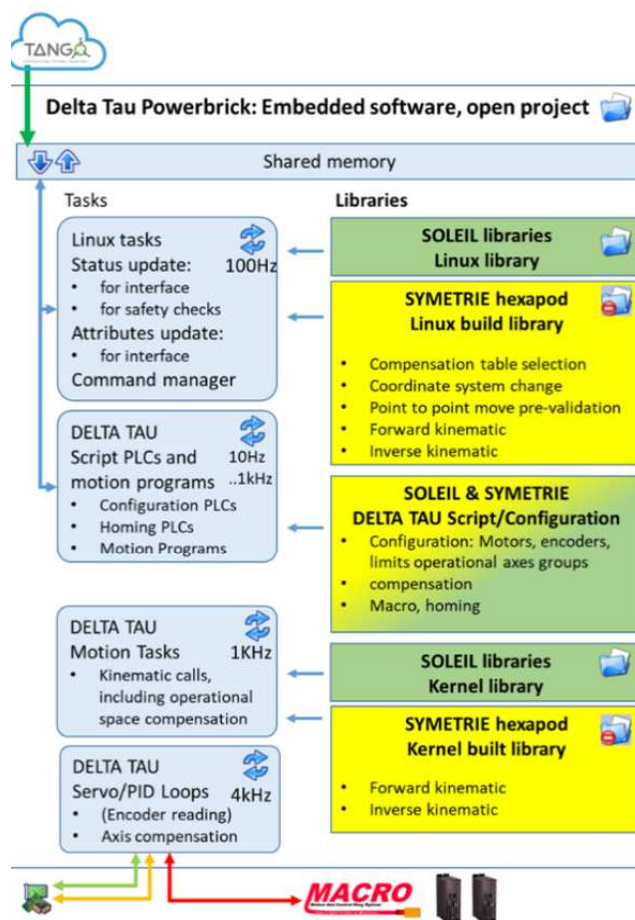 TANGO
Delta Tau Powerbrick: Embedded software, open project
Shared memory
Tasks
Libraries
Linux tasks
Status update: 100Hz
• for interface
• for safety checks
Attributes update:
• for interface
Command manager
SOLEIL libraries
Linux library
SYMETRIE hexapod
Linux build library
• Compensation table selection
• Coordinate system change
• Point to point move pre-validation
• Forward kinematic
• Inverse kinematic
DELTA TAU
Script PLCs and 10Hz
motion programs ..1kHz
• Configuration PLCs
• Homing PLCs
• Motion Programs
SOLEIL & SYMETRIE
DELTA TAU Script/Configuration
• Configuration: Motors, encoders,
limits operational axes groups
• compensation
• Macro, homing
DELTA TAU
Motion Tasks 1KHz
• Kinematic calls,
including operational
space compensation
SOLEIL libraries
Kernel library
SYMETRIE hexapod
Kernel built library
• Forward kinematic
• Inverse kinematic
DELTA TAU
Servo/PID Loops 4kHz
• (Encoder reading)
• Axis compensation
MACRO